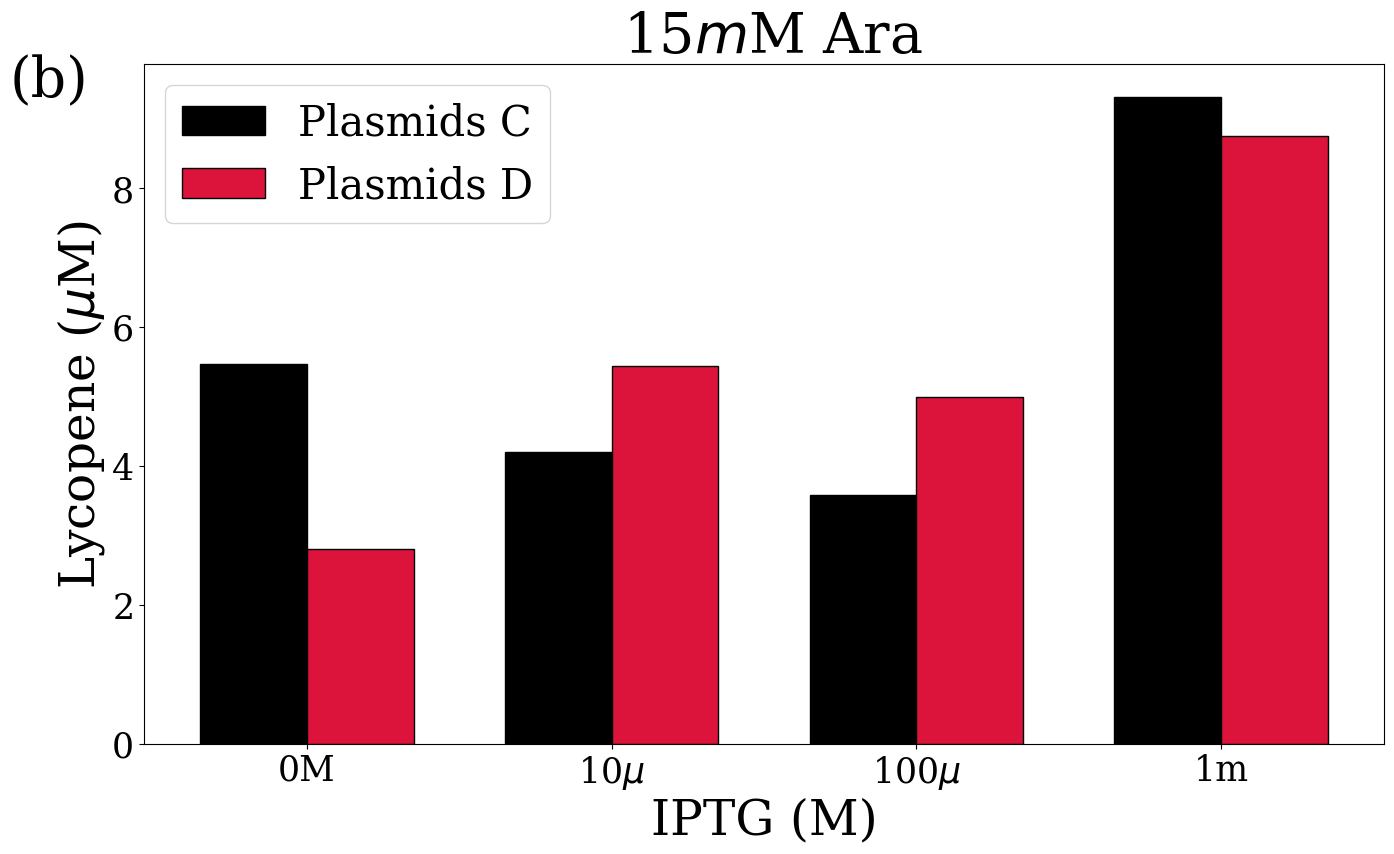 15mM Ara
(b)
Plasmids C
Plasmids D
Lycopene (μM)
8
6
4
2
0
0M 10μ 100μ 1m
IPTG (M)